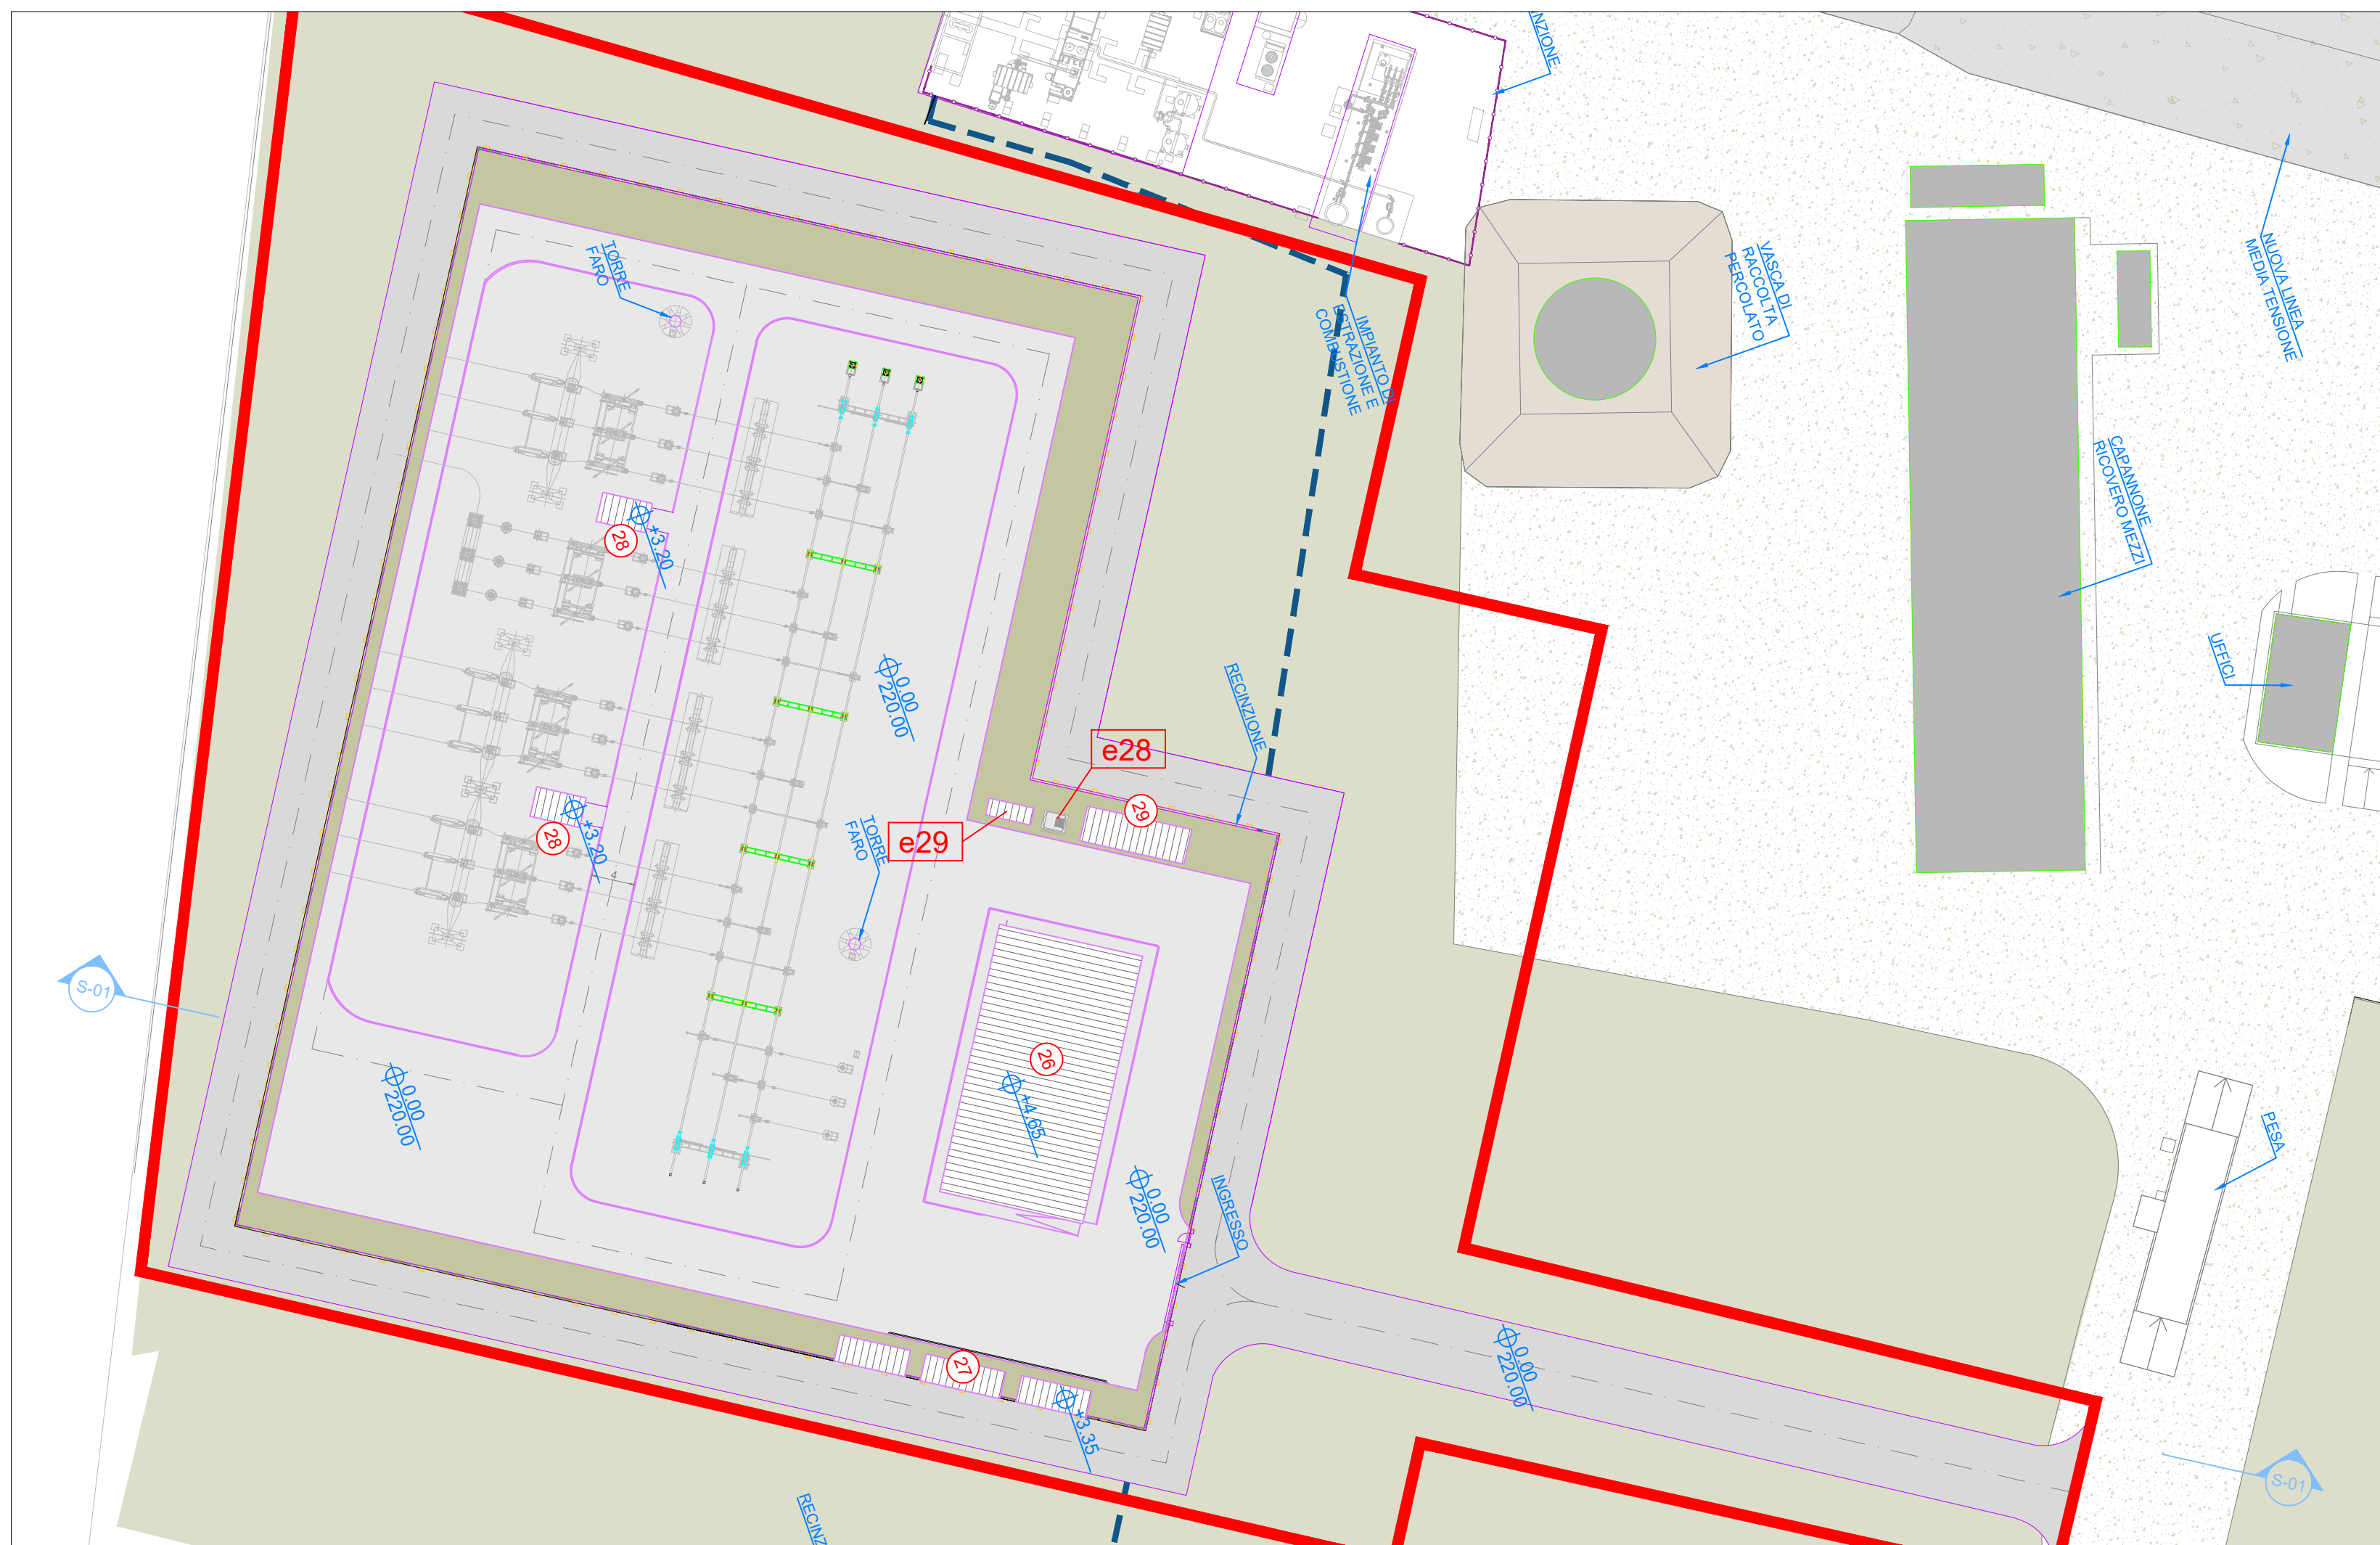 NZIONE
TORRE
FARO
IMPIANTO DI
ESTRAZIONE E
COMBUSTIONE
VASCA DI
RACCOLTA
PERCOLATO
NUOVA LINEA
MEDIA TENSIONE
CAPANNONE
RICOVERO MEZZI
28
+3.20
UFFICI
0.00
220.00
RECINZIONE
e28
29
e29
28
+3.20
TORRE
FARO
4
S-01
26
+4.65
0.00
220.00
0.00
220.00
INGRESSO
PESA
0.00
220.00
27
+3.35
S-01
RECINZ